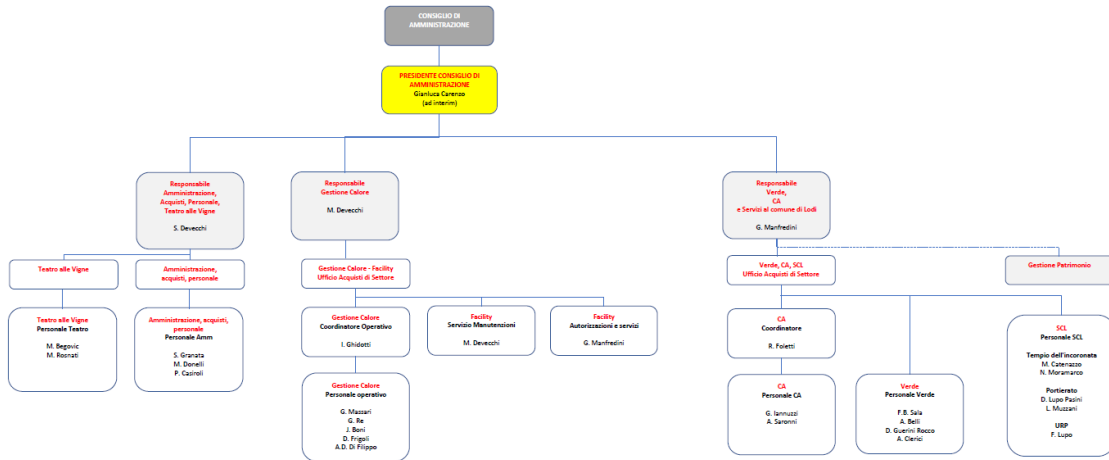 CONSIGLIO DI
AMMINISTRAZIONE
PRESIDENTE CONSIGLIO DI
AMMINISTRAZIONE
Gianluca Carenzo
(ad interim)
Responsabile
Amministrazione,
Acquisti, Personale,
Teatro alle Vigne
S. Devecchi
Responsabile
Gestione Calore
M. Devecchi
Responsabile
Verde,
CA
e Servizi al comune di Lodi
G. Manfredini
Teatro alle Vigne
Amministrazione,
acquisti, personale
Gestione Calore - Facility
Ufficio Acquisti di Settore
Verde, CA, SCL
Ufficio Acquisti di Settore
Gestione Patrimonio
Teatro alle Vigne
Personale Teatro
M. Begovic
M. Rosnati
Amministrazione, acquisti,
personale
Personale Amm
S. Granata
M. Donelli
P. Casiroli
Gestione Calore
Coordinatore Operativo
I. Ghidotti
Facility
Servizio Manutenzioni
M. Devecchi
Facility
Autorizzazioni e servizi
G. Manfredini
CA
Coordinatore
R. Foletti
SCL
Personale SCL
Tempio dell'incoronata
M. Catenazzo
N. Moramarco
Portierato
D. Lupo Pasini
L. Muzzani
URP
F. Lupo
Gestione Calore
Personale operativo
G. Massari
G. Re
J. Boni
D. Frigoli
A.D. Di Filippo
CA
Personale CA
G. Iannuzzi
A. Saronni
Verde
Personale Verde
F.B. Sala
A. Belli
D. Guerini Rocco
A. Clerici